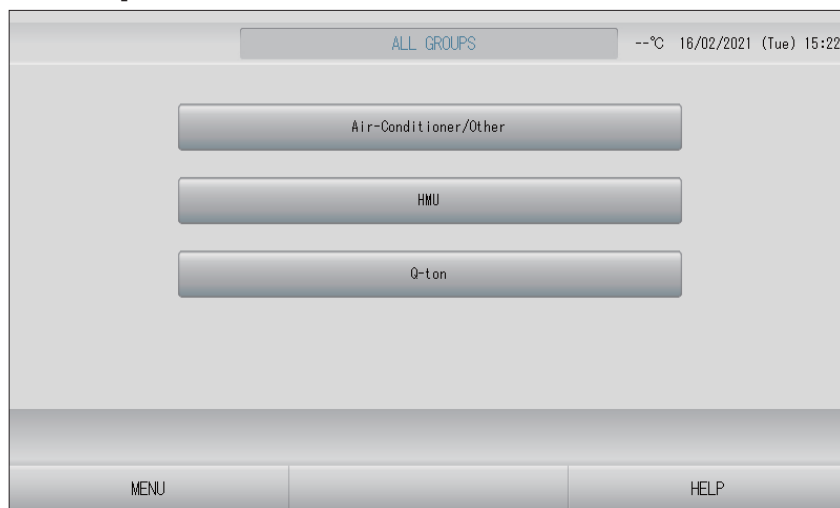 ALL GROUPS --°C 16/02/2021 (Tue) 15:22
Air-Conditioner/Other
HMU
Q-ton
MENU HELP